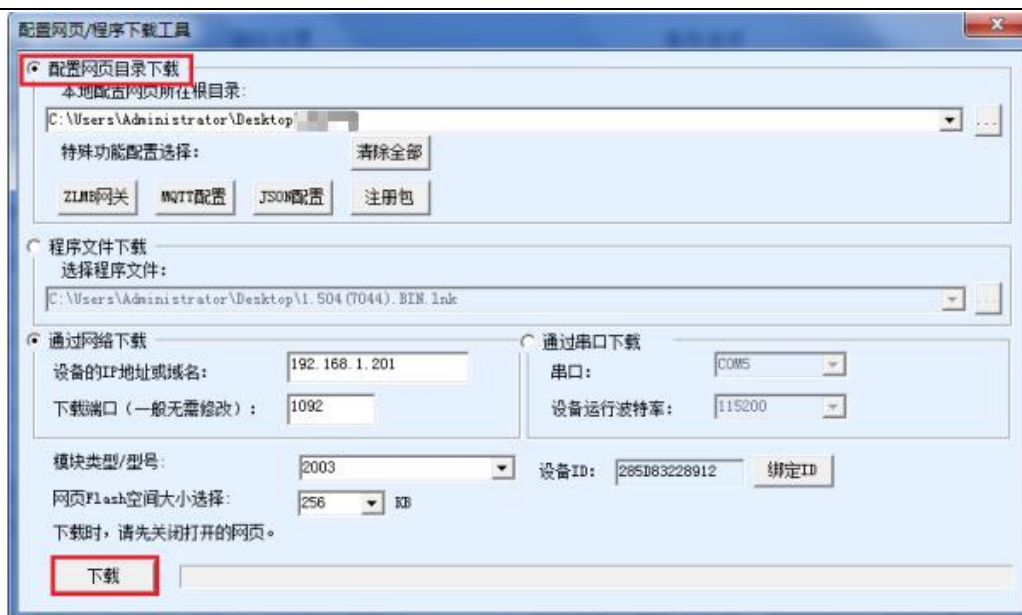 配置网页/程序下载工具
配置网页目录下载
本地配置网页所在根目录:
C:\Users\Administrator\Desktop\
...
特殊功能配置选择:
清除全部
ZLMB网关 MQTT配置 JSON配置 注册包
程序文件下载
选择程序文件:
C:\Users\Administrator\Desktop\1.504(7044).BIN.lnk
...
通过网络下载
设备的IP地址或域名:
192.168.1.201
下载端口（一般无需修改）:
1092
通过串口下载
串口:
COM5
设备运行波特率:
115200
模块类型/型号:
2003
设备ID:
285D83228912
绑定ID
网页Flash空间大小选择:
256
KB
下载时，请先关闭打开的网页。
下载